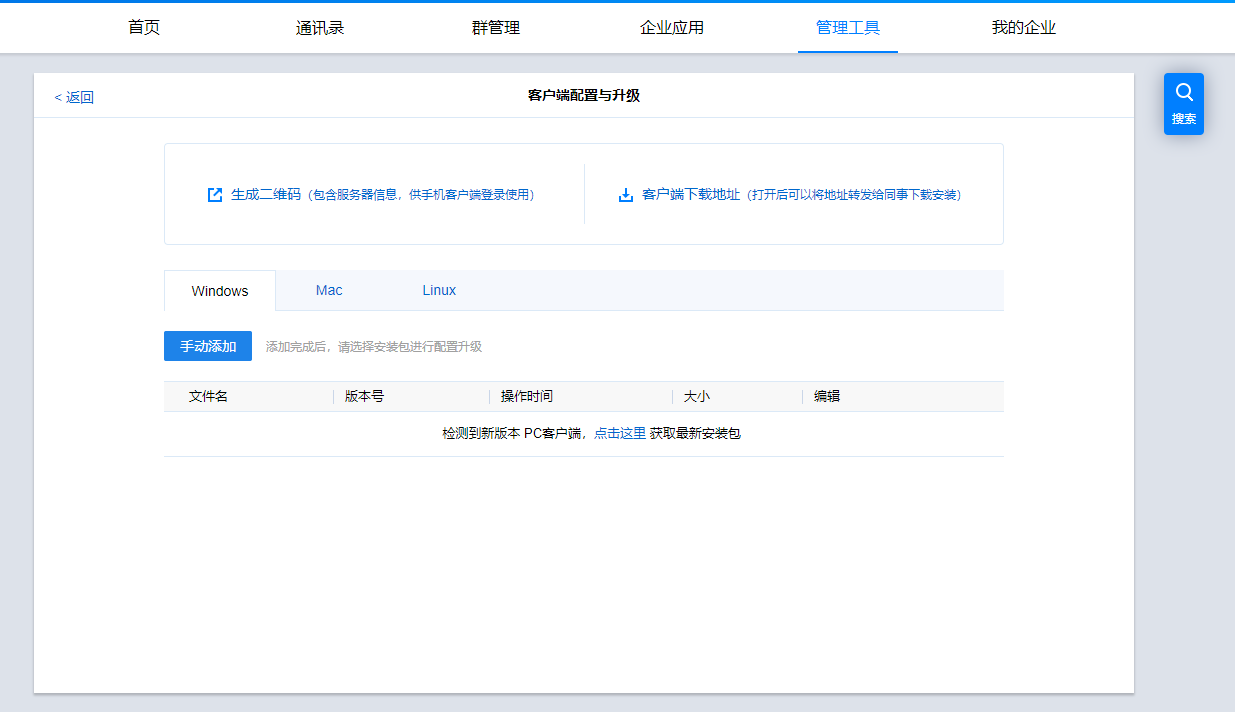 首页 通讯录 群管理 企业应用 管理工具 我的企业
< 返回 客户端配置与升级
搜索
生成二维码（包含服务器信息，供手机客户端登录使用） 客户端下载地址（打开后可以将地址转发给同事下载安装）
Windows Mac Linux
手动添加 添加完成后，请选择安装包进行配置升级
文件名 版本号 操作时间 大小 编辑
检测到新版本 PC客户端，点击这里 获取最新安装包